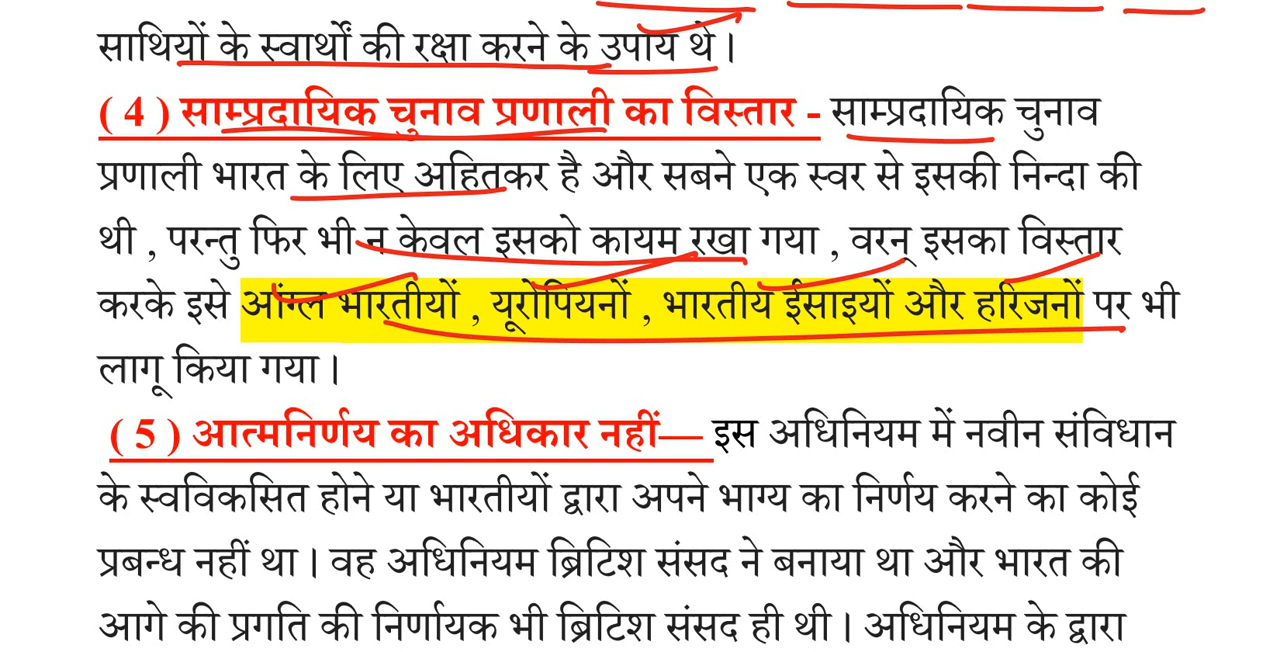 साथियों के स्वार्थों की रक्षा करने के उपाय थे।
( 4 ) साम्प्रदायिक चुनाव प्रणाली का विस्तार - साम्प्रदायिक चुनाव
प्रणाली भारत के लिए अहितकर है और सबने एक स्वर से इसकी निन्दा की
थी , परन्तु फिर भी न केवल इसको कायम रखा गया , वरन् इसका विस्तार
करके इसे आंग्ल भारतीयों , यूरोपियनों , भारतीय ईसाइयों और हरिजनों पर भी
लागू किया गया।
( 5 ) आत्मनिर्णय का अधिकार नहीं— इस अधिनियम में नवीन संविधान
के स्वविकसित होने या भारतीयों द्वारा अपने भाग्य का निर्णय करने का कोई
प्रबन्ध नहीं था। वह अधिनियम ब्रिटिश संसद ने बनाया था और भारत की
आगे की प्रगति की निर्णायक भी ब्रिटिश संसद ही थी। अधिनियम के द्वारा